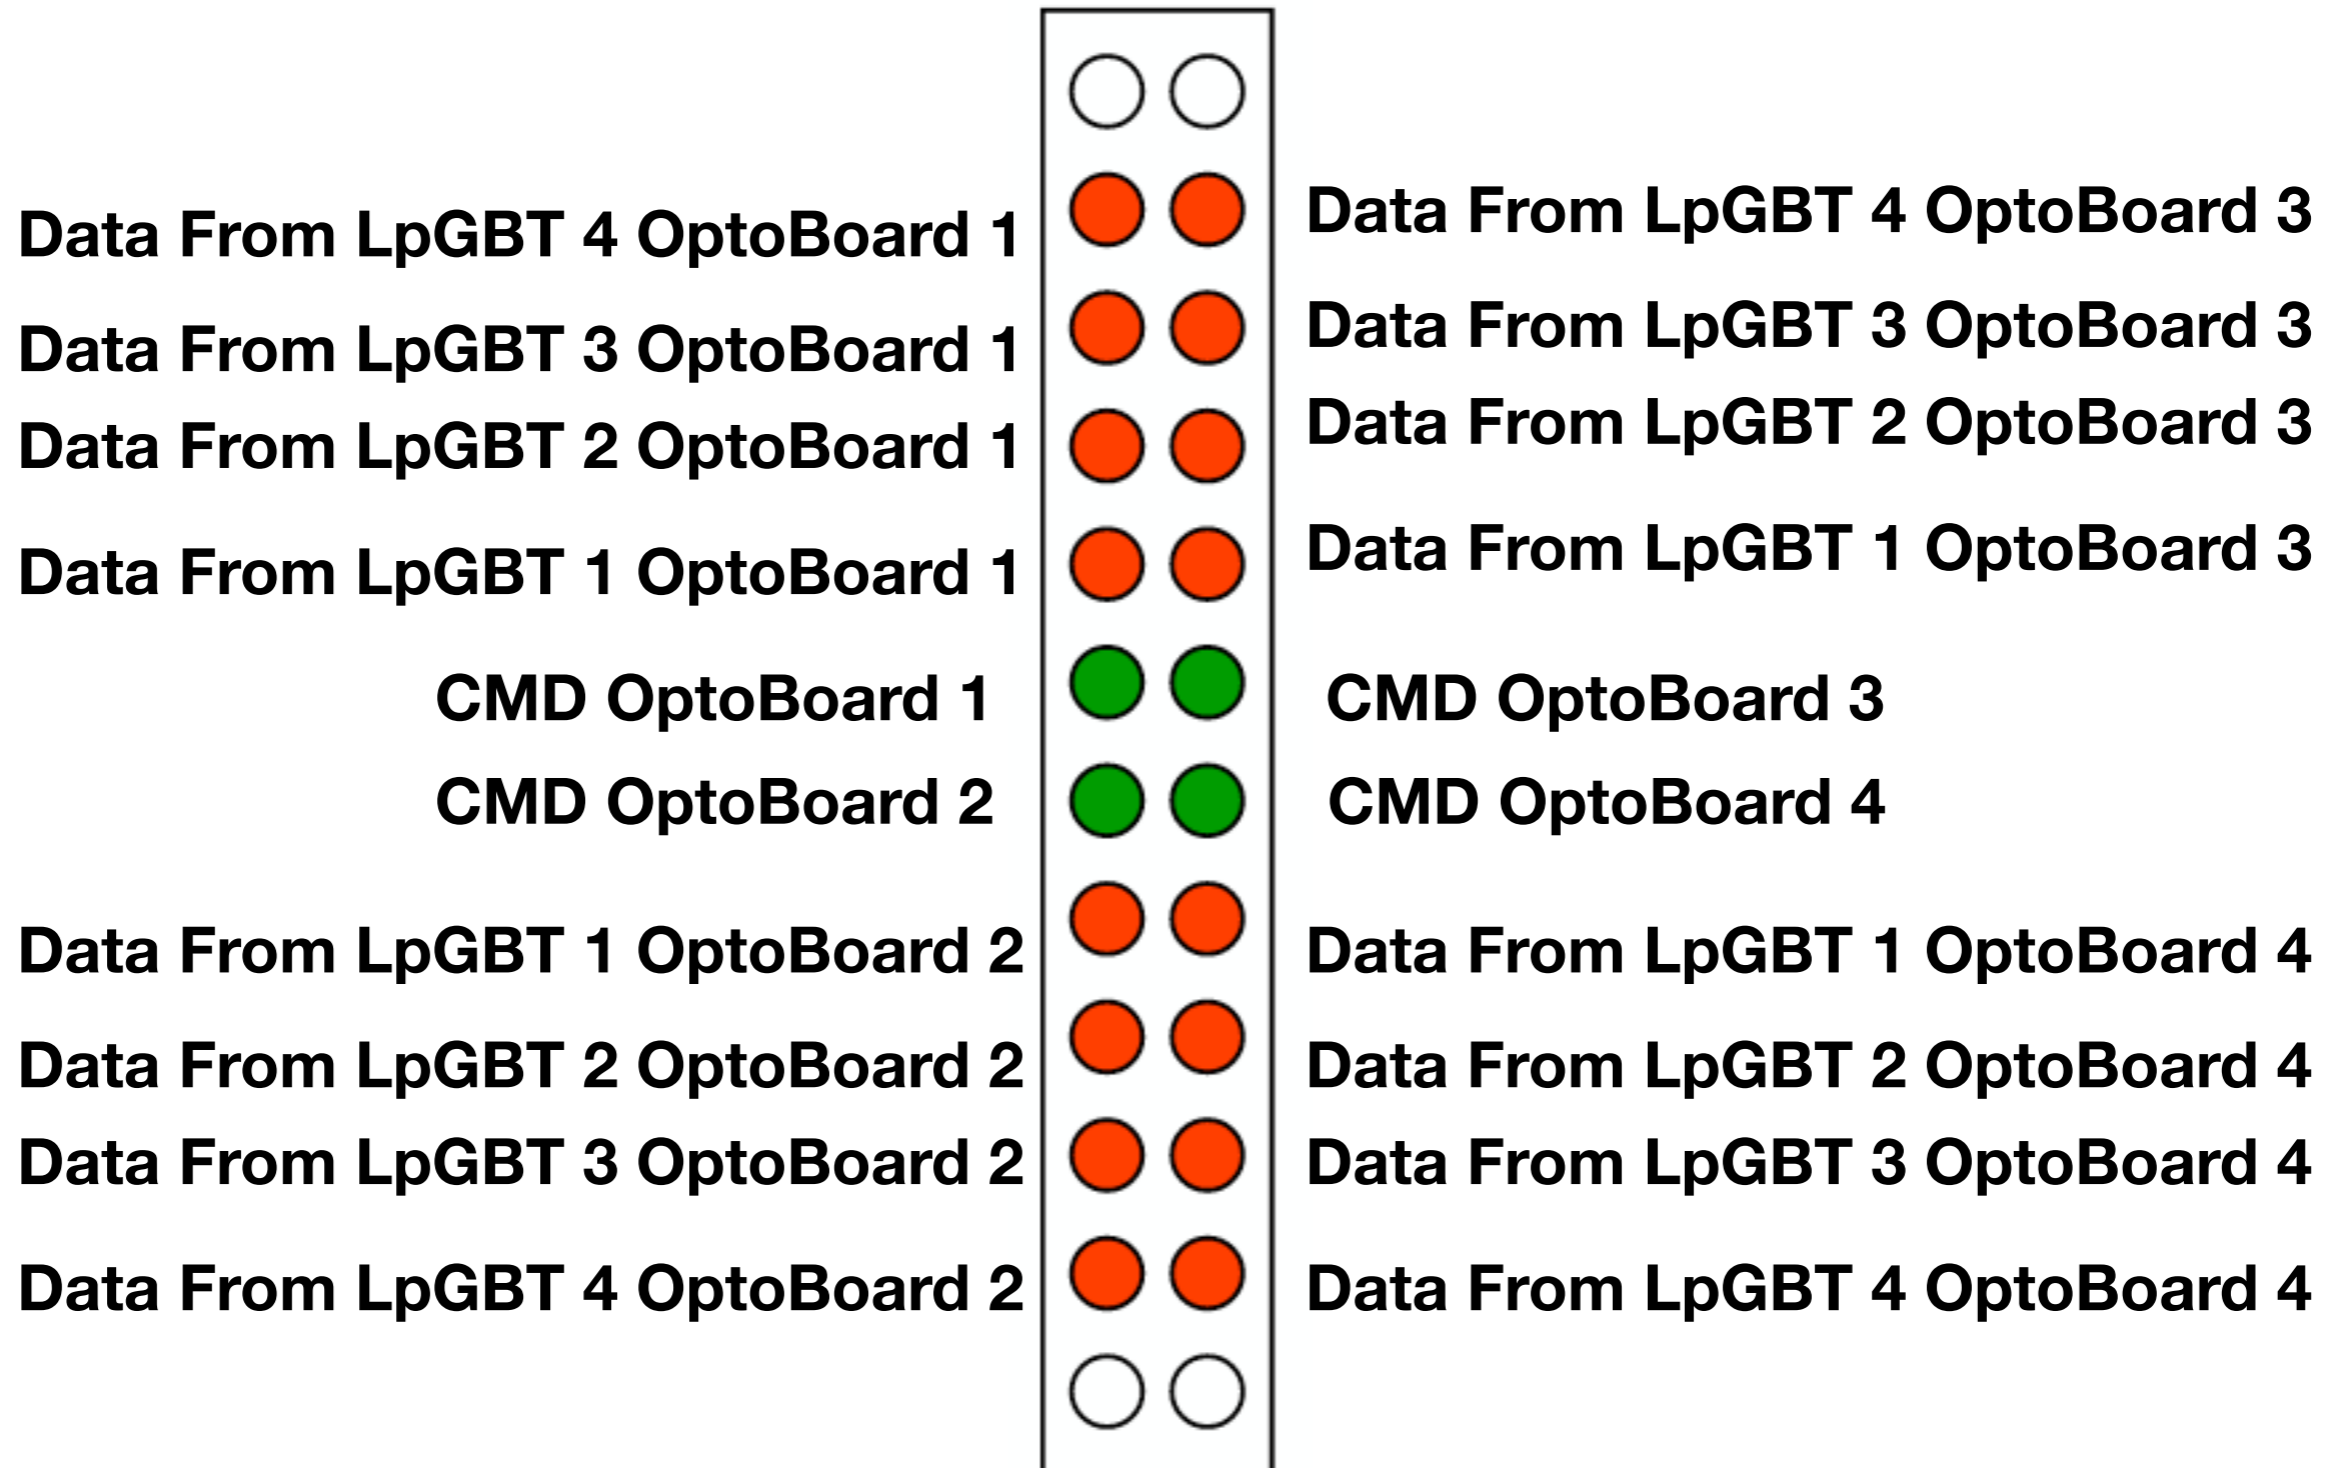 Data From LpGBT 4 OptoBoard 1
Data From LpGBT 3 OptoBoard 1
Data From LpGBT 2 OptoBoard 1
Data From LpGBT 1 OptoBoard 1
CMD OptoBoard 1
CMD OptoBoard 2
Data From LpGBT 1 OptoBoard 2
Data From LpGBT 2 OptoBoard 2
Data From LpGBT 3 OptoBoard 2
Data From LpGBT 4 OptoBoard 2
Data From LpGBT 4 OptoBoard 3
Data From LpGBT 3 OptoBoard 3
Data From LpGBT 2 OptoBoard 3
Data From LpGBT 1 OptoBoard 3
CMD OptoBoard 3
CMD OptoBoard 4
Data From LpGBT 1 OptoBoard 4
Data From LpGBT 2 OptoBoard 4
Data From LpGBT 3 OptoBoard 4
Data From LpGBT 4 OptoBoard 4